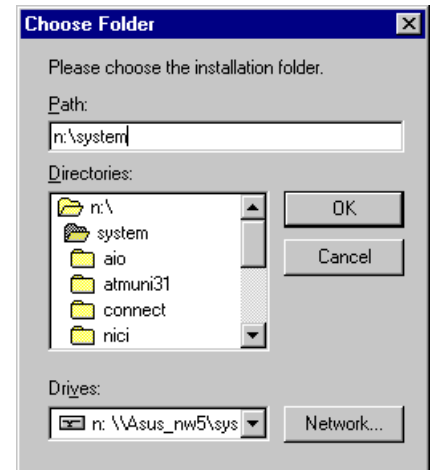 Choose Folder
Please choose the installation folder.
Path:
n:\system
Directories:
n:\
system
aio
atmuni31
connect
nici
OK
Cancel
Drives:
n: \\Asus_nw5\sys
Network...